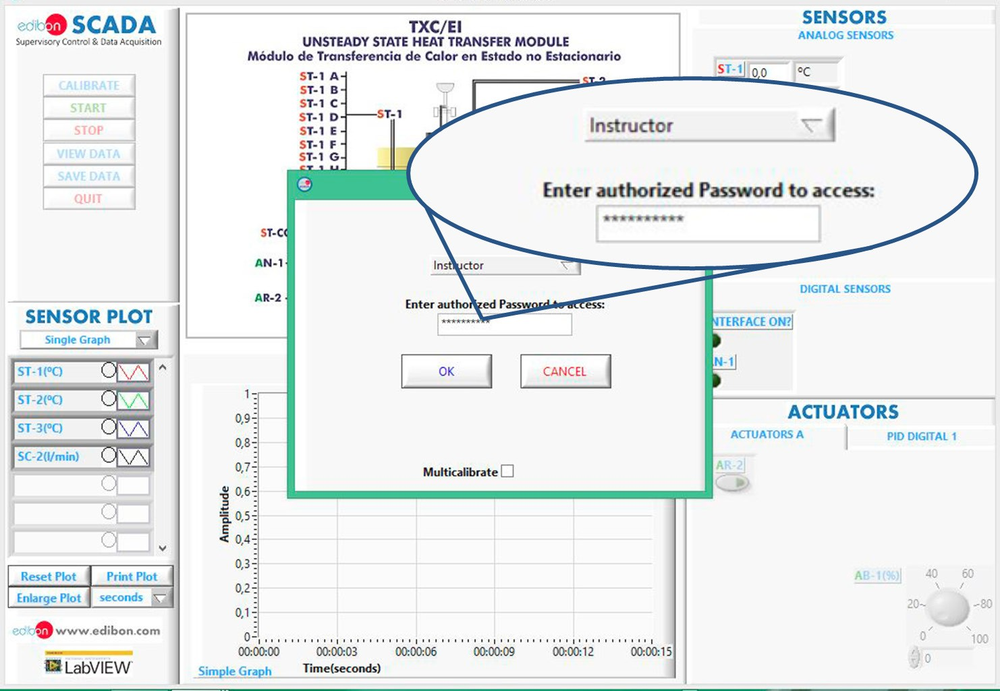 edibon SCADA
Supervisory Control & Data Acquisition
CALIBRATE
START
STOP
VIEW DATA
SAVE DATA
QUIT
SENSOR PLOT
Single Graph
ST-1(ºC)
ST-2(ºC)
ST-3(ºC)
SC-2(l/min)
Reset Plot
Print Plot
Enlarge Plot
seconds
edibon www.edibon.com
LabVIEW
TXC/EI
UNSTEADY STATE HEAT TRANSFER MODULE
Módulo de Transferencia de Calor en Estado no Estacionario
ST-1 A
ST-1 B
ST-1 C
ST-1 D
ST-1 E
ST-1 F
ST-1 G
ST-1 H
ST-1
ST-2
AN-1
AR-2
Instructor
Enter authorized Password to access:
**********
Instructor
Enter authorized Password to access:
**********
OK
CANCEL
Multicalibrate
Amplitude
1
0,9
0,8
0,7
0,6
0,5
0,4
0,3
0,2
0,1
0
00:00:00
00:00:03
00:00:06
00:00:09
00:00:12
00:00:15
Simple Graph
Time(seconds)
SENSORS
ANALOG SENSORS
ST-1
0,0
ºC
DIGITAL SENSORS
NTERFACE ON?
N-1
ACTUATORS
ACTUATORS A
PID DIGITAL 1
AR-2
AB-1(%)
0
20
40
60
80
100
0